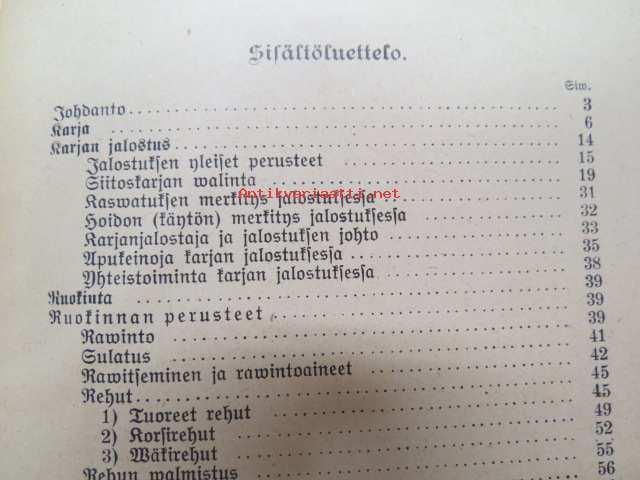 Sisältöluettelo.
Siw.
Johdanto 3
Karja 6
Karjan jalostus 14
Jalostuksen yleiset perusteet 15
Siitoskarjan walinta 19
Antikvariaatti.net
Kaswatuksen merkitys jalostuksessa 31
Hoidon (käytön) merkitys jalostuksessa 32
Karjanjalostaja ja jalostuksen johto 33
Apukeinoja karjan jalostuksessa 35
Yhteistoiminta karjan jalostuksessa 38
Ruokinta 39
Ruokinnan perusteet 39
Rawinto 39
Sulatus 41
Rawitseminen ja rawintoaineet 42
Rehut 45
1) Tuoreet rehut 45
2) Korsirehut 49
3) Wäkirehut 52
Rehun walmistus 55
56